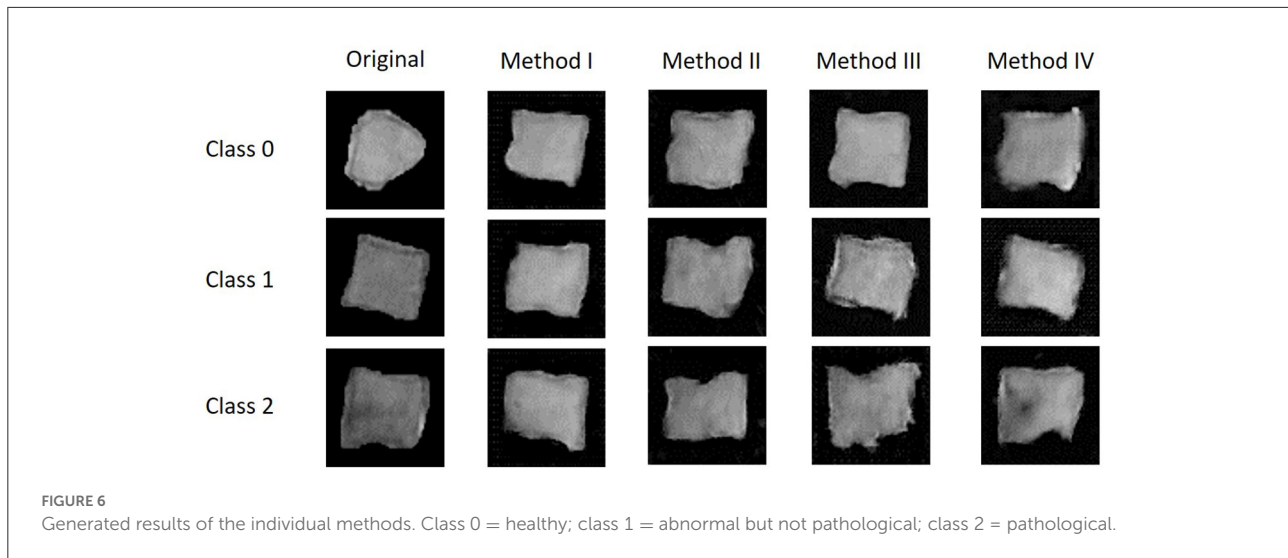 Original Method I Method II Method III Method IV
Class 0
Class 1
Class 2
FIGURE 6
Generated results of the individual methods. Class 0 = healthy; class 1 = abnormal but not pathological; class 2 = pathological.